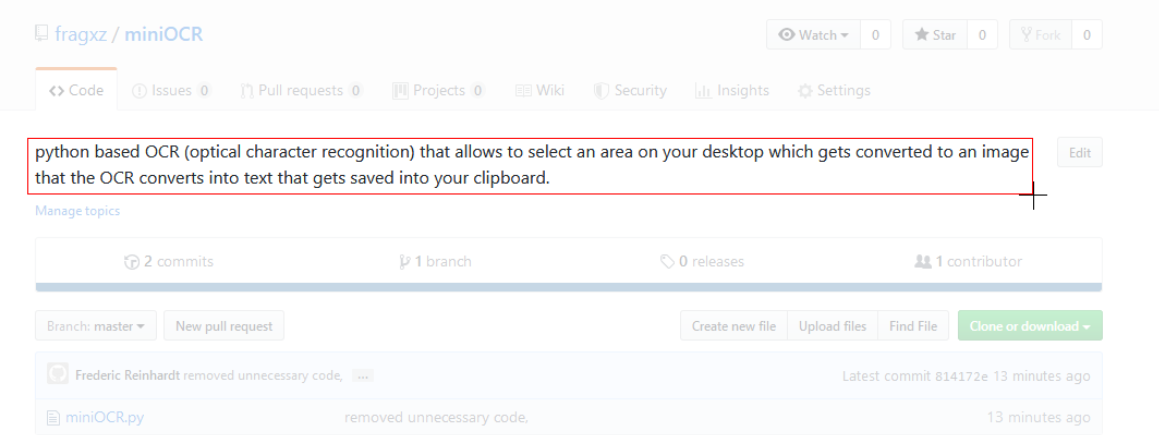 fragxz / miniOCR
Watch 0 Star 0 Fork 0
Code Issues 0 Pull requests 0 Projects 0 Wiki Security Insights Settings
python based OCR (optical character recognition) that allows to select an area on your desktop which gets converted to an image
that the OCR converts into text that gets saved into your clipboard.
Edit
Manage topics
2 commits 1 branch 0 releases 1 contributor
Branch: master New pull request Create new file Upload files Find File Clone or download
Frederic Reinhardt removed unnecessary code, ... Latest commit 814172e 13 minutes ago
miniOCR.py removed unnecessary code, 13 minutes ago